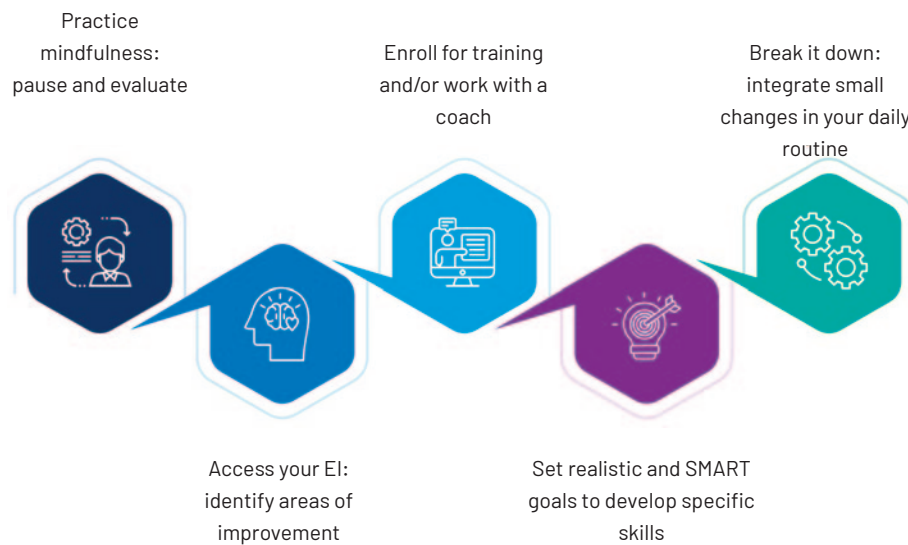 Practice
mindfulness:
pause and evaluate
Access your EI:
identify areas of
improvement
Enroll for training
and/or work with a
coach
Set realistic and SMART
goals to develop specific
skills
Break it down:
integrate small
changes in your daily
routine